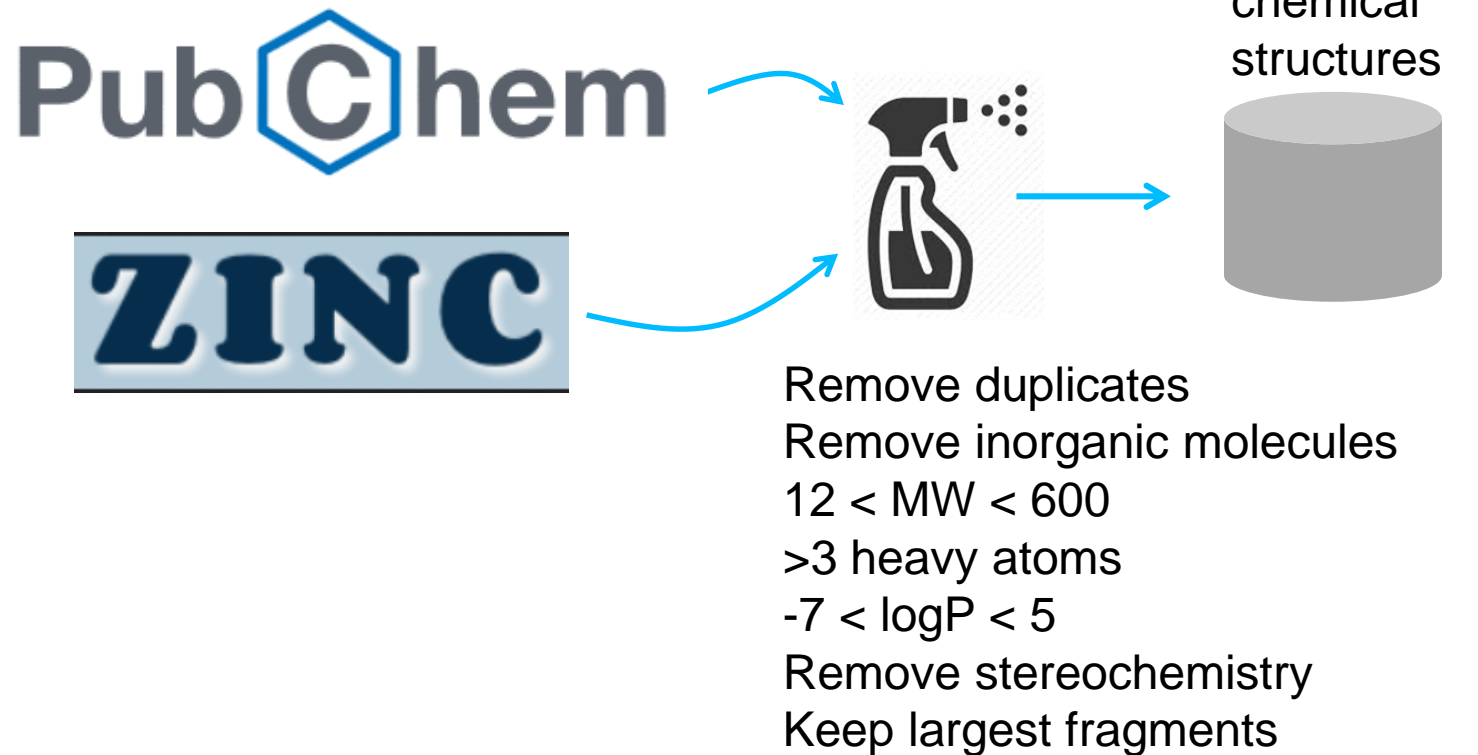 PubChem
ZINC
chemical
structures
Remove duplicates
Remove inorganic molecules
12 < MW < 600
>3 heavy atoms
-7 < logP < 5
Remove stereochemistry
Keep largest fragments